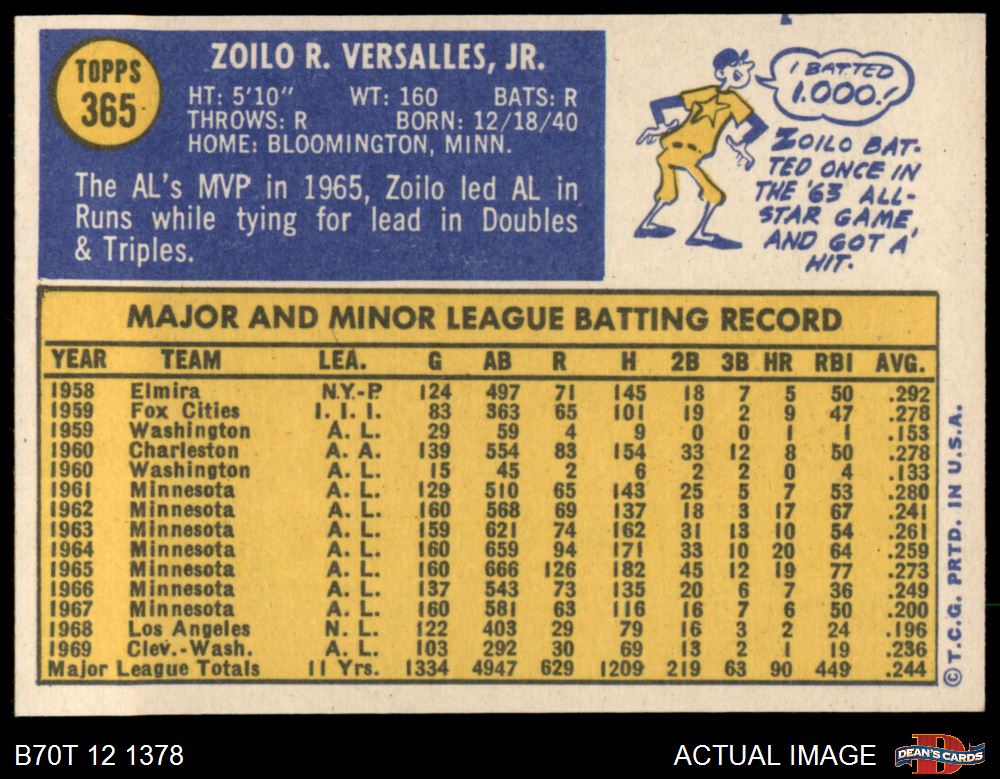 TOPPS
365
ZOILO R. VERSALLES, JR.
HT: 5'10" WT: 160 BATS: R
THROWS: R BORN: 12/18/40
HOME: BLOOMINGTON, MINN.
The AL's MVP in 1965, Zoilo led AL in
Runs while tying for lead in Doubles
& Triples.
I BATTED
1.000!
ZOILO BAT-
TED ONCE IN
THE '63 ALL-
STAR GAME
AND GOT A
HIT.
MAJOR AND MINOR LEAGUE BATTING RECORD
YEAR TEAM LEA. G AB R H 2B 3B HR RBI AVG.
1958 Elmira N.Y.-P. 124 497 71 145 18 7 5 50 .292
1959 Fox Cities I. I. I. 83 363 65 101 19 2 9 47 .278
1959 Washington A. L. 29 59 4 9 0 0 1 1 .153
1960 Charleston A. A. 139 554 83 154 33 12 8 50 .278
1960 Washington A. L. 15 45 2 6 2 2 0 4 .133
1961 Minnesota A. L. 129 510 65 143 25 5 7 53 .280
1962 Minnesota A. L. 160 568 69 137 18 3 17 67 .241
1963 Minnesota A. L. 159 621 74 162 31 13 10 54 .261
1964 Minnesota A. L. 160 659 94 171 33 10 20 64 .259
1965 Minnesota A. L. 160 666 126 182 45 12 19 77 .273
1966 Minnesota A. L. 137 543 73 135 20 6 7 36 .249
1967 Minnesota A. L. 160 581 63 116 16 7 6 50 .200
1968 Los Angeles N. L. 122 403 29 79 16 3 2 24 .196
1969 Clev.-Wash. A. L. 103 292 30 69 13 2 1 19 .236
Major League Totals 11 Yrs. 1334 4947 629 1209 219 63 90 449 .244
© T.C.G. PRTD. IN U.S.A.
B70T 12 1378
ACTUAL IMAGE
DEAN'S CARDS